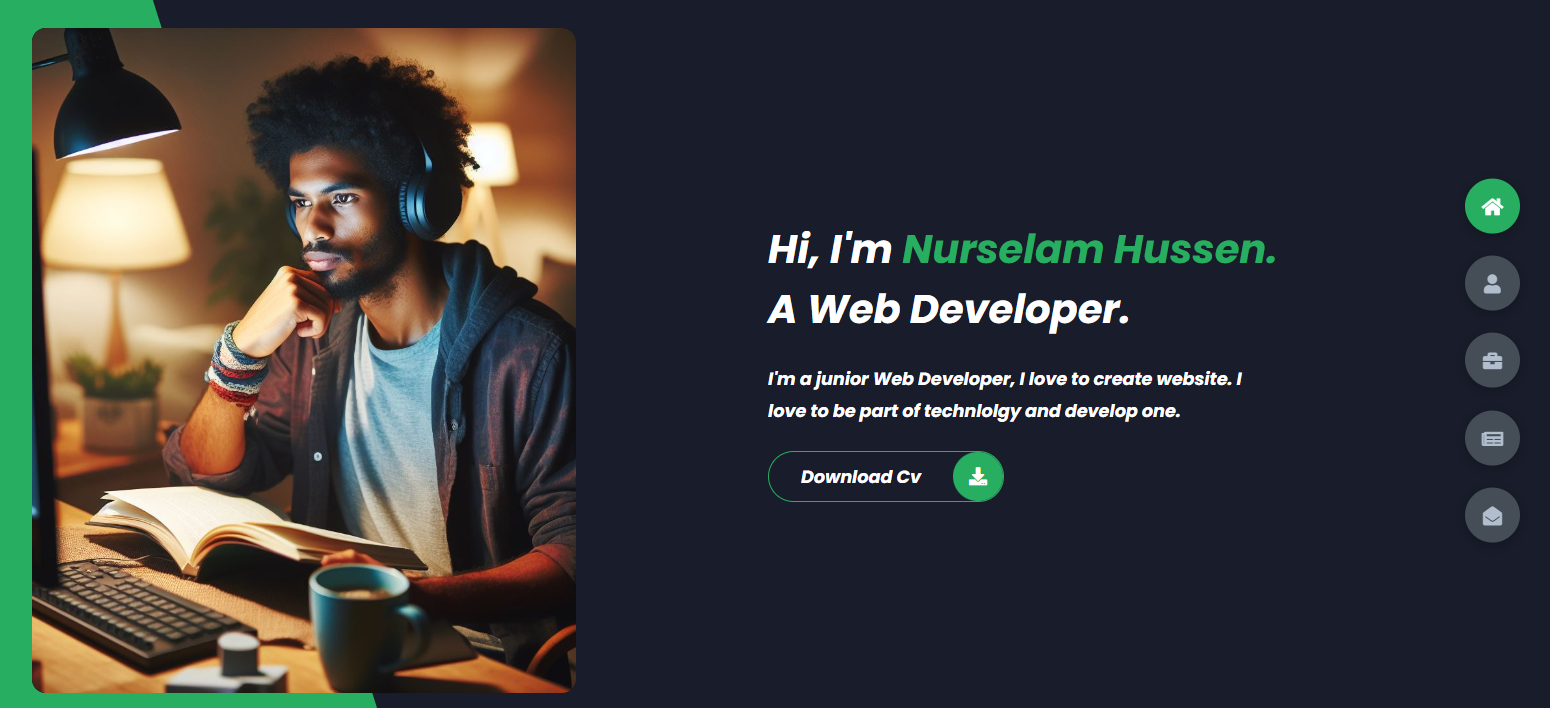 Hi, I'm Nurselam Hussen.
A Web Developer.
I'm a junior Web Developer, I love to create website. I
love to be part of technlolgy and develop one.
Download Cv